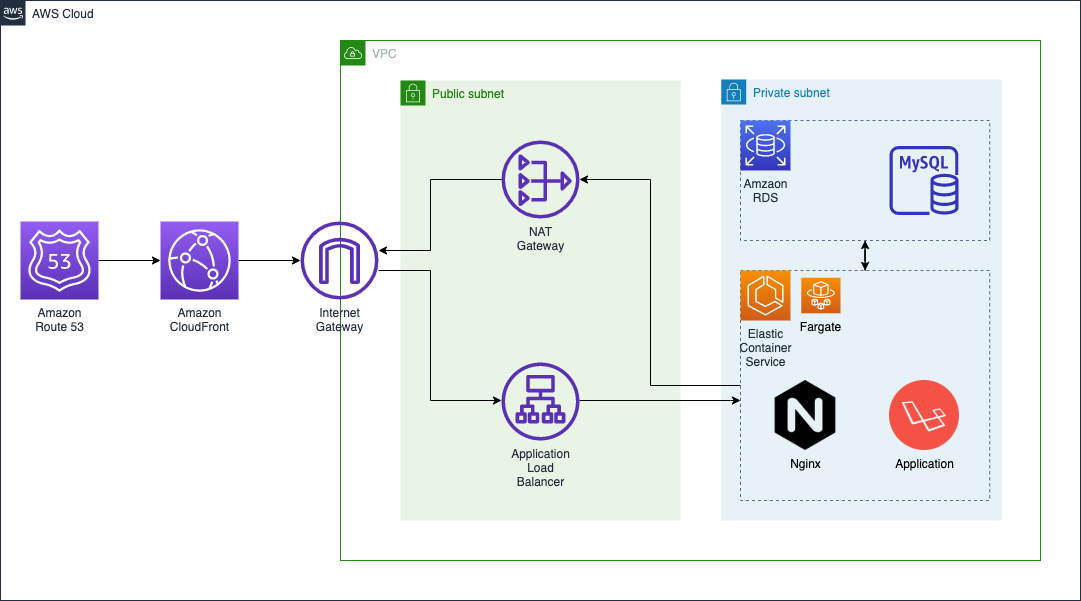 aws
AWS Cloud
VPC
Public subnet
Private subnet
MySQL
Amzaon
RDS
NAT
Gateway
53
Amazon
Route 53
Amazon
CloudFront
Internet
Gateway
Elastic
Container
Service
Fargate
Application
Load
Balancer
N
Nginx
Application